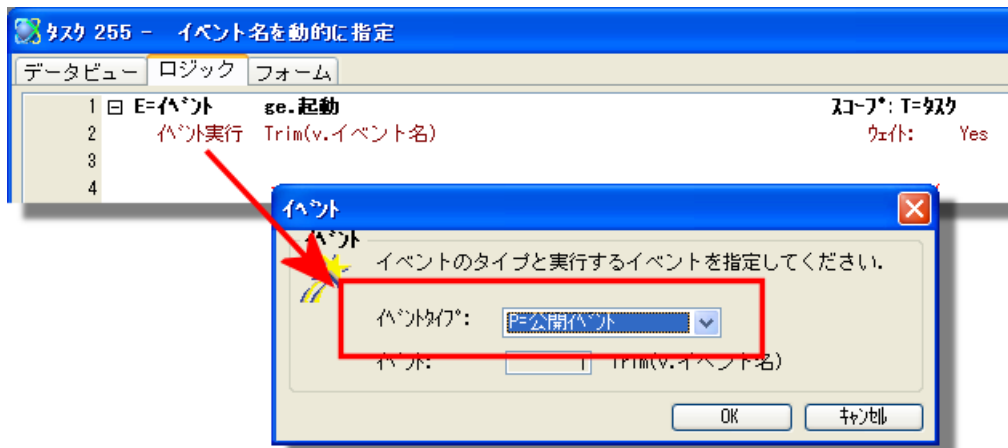 タスク 255 - イベント名を動的に指定
データビュー ロジック フォーム
1 E=イベント ge.起動 スコープ: T=タスク
2 イベント実行 Trim(v.イベント名) ウェイト: Yes
3
4
イベント
イベント
イベントのタイプと実行するイベントを指定してください.
イベントタイプ: P=公開イベント
イベント: 1 Trim(v.イベント名)
OK キャンセル